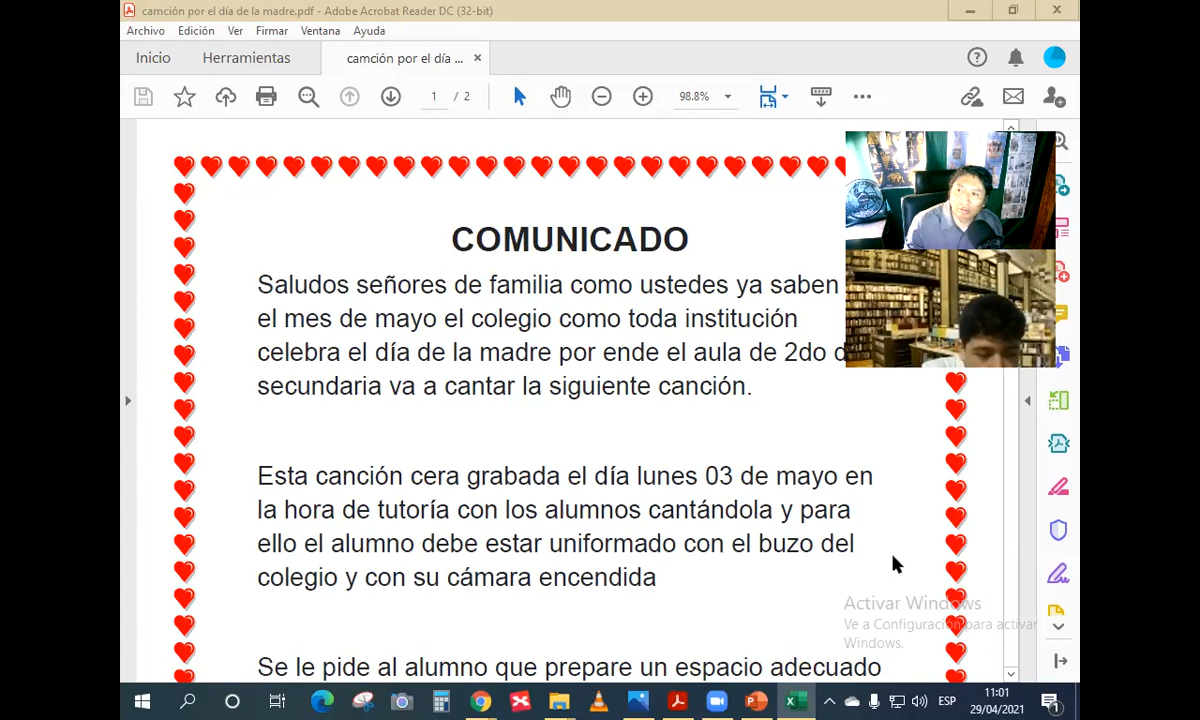 camción por el día de la madre.pdf - Adobe Acrobat Reader DC (32-bit)
Archivo Edición Ver Firmar Ventana Ayuda
Inicio Herramientas camción por el día ... ×
1 / 2 98.8%
COMUNICADO
Saludos señores de familia como ustedes ya saben
el mes de mayo el colegio como toda institución
celebra el día de la madre por ende el aula de 2do
secundaria va a cantar la siguiente canción.
Esta canción cera grabada el día lunes 03 de mayo en
la hora de tutoría con los alumnos cantándola y para
ello el alumno debe estar uniformado con el buzo del
colegio y con su cámara encendida
Se le pide al alumno que prepare un espacio adecuado
Activar Windows
Ve a Configuración para activar
Windows.
ESP
11:01
29/04/2021